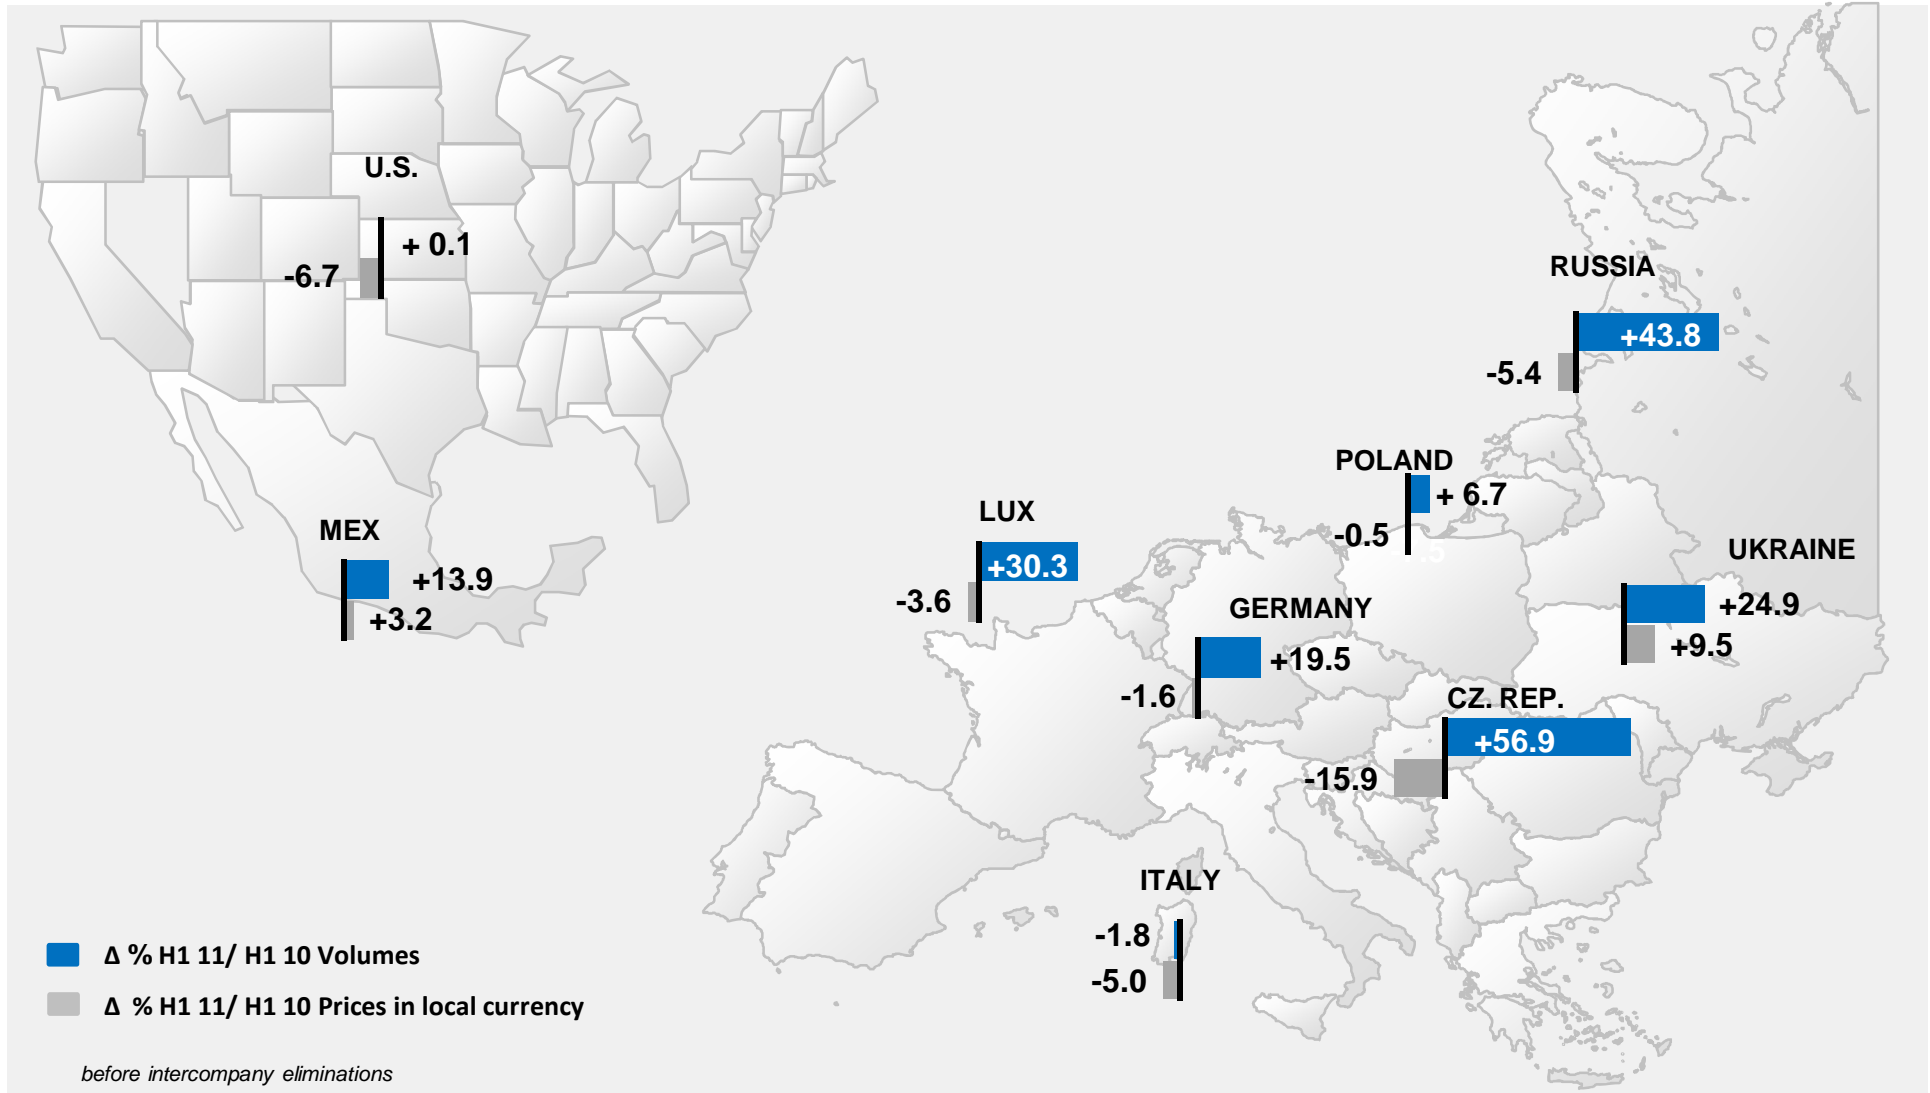 U.S.
+ 0.1
-6.7
RUSSIA
+43.8
-5.4
POLAND
+ 6.7
-0.5
LUX
+30.3
-3.6
MEX
+13.9
+3.2
UKRAINE
+24.9
+9.5
GERMANY
+19.5
-1.6
CZ. REP.
+56.9
-15.9
ITALY
-1.8
-5.0
Δ % H1 11/ H1 10 Volumes
Δ % H1 11/ H1 10 Prices in local currency
before intercompany eliminations